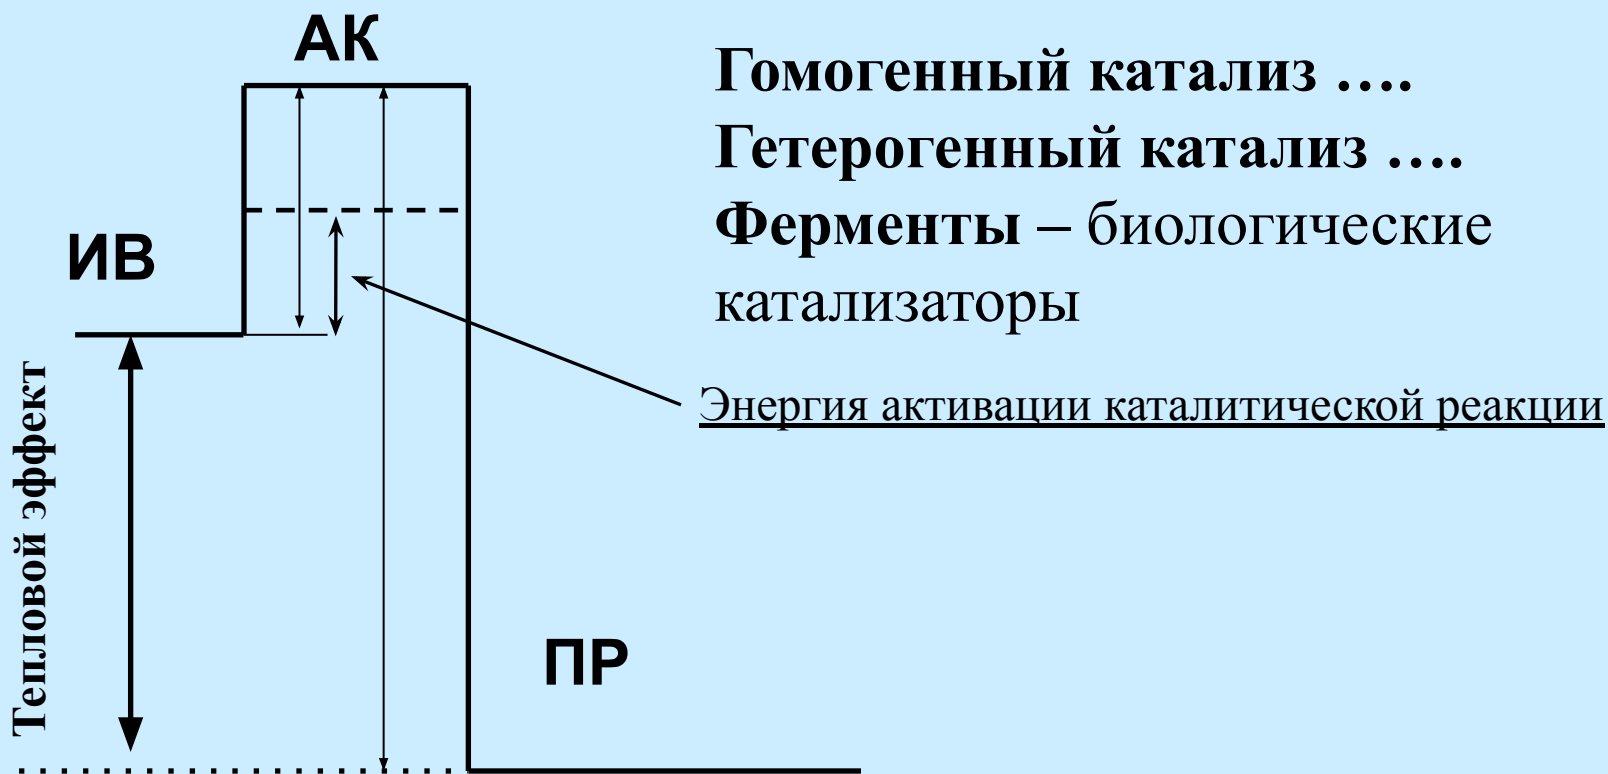 АК
Гомогенный катализ ....
Гетерогенный катализ ....
Ферменты – биологические
катализаторы
ИВ
Энергия активации каталитической реакции
Тепловой эффект
ПР